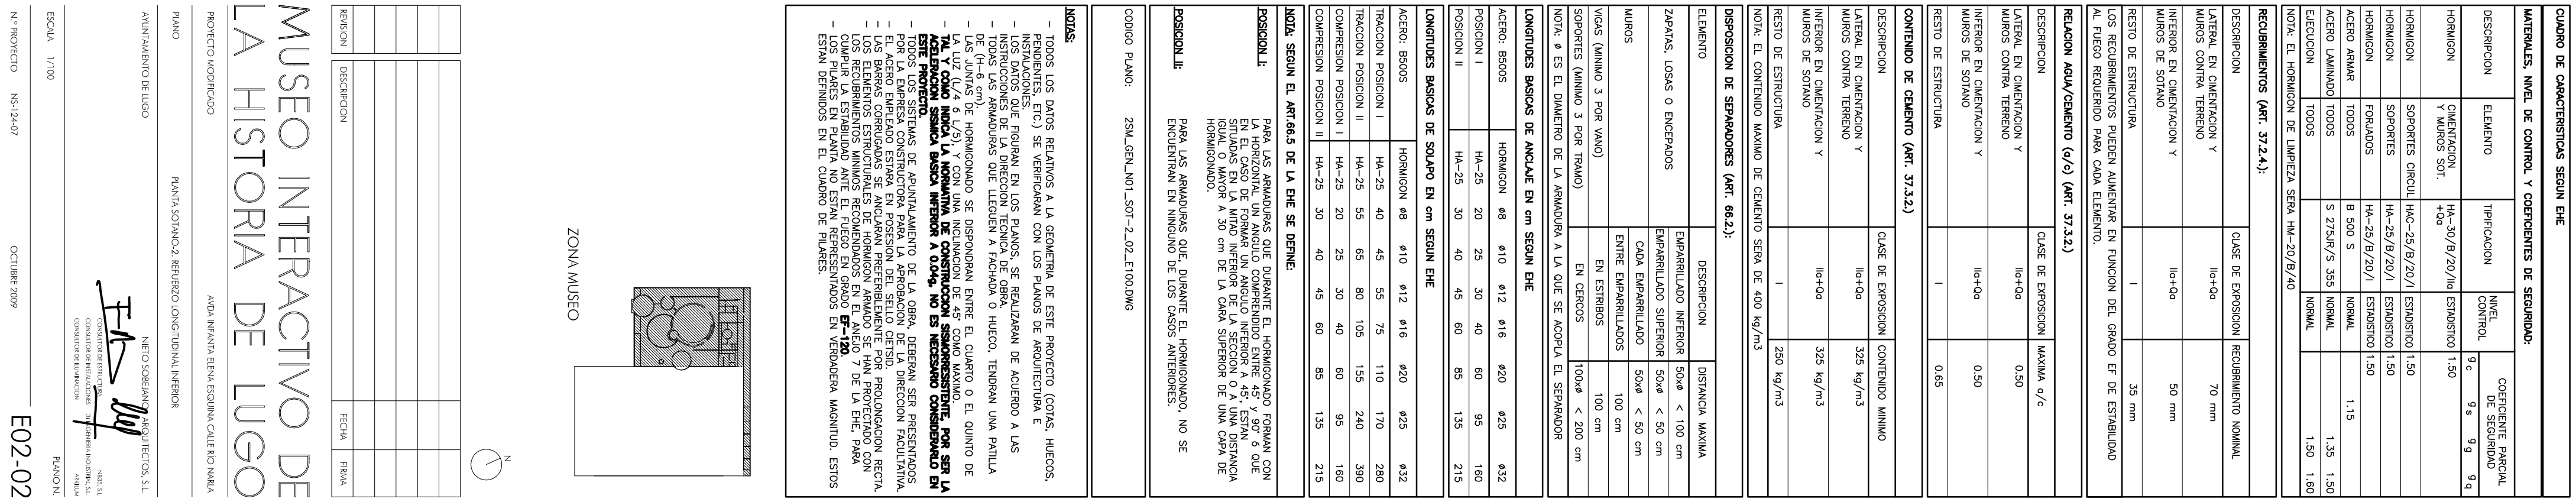 CUADRO DE CARACTERISTICAS SEGUN EHE
MATERIALES, NIVEL DE CONTROL Y COEFICIENTES DE SEGURIDAD:
DESCRIPCION ELEMENTO TIPIFICACION NIVEL CONTROL COEFICIENTE PARCIAL DE SEGURIDAD
gc gs gg gq
HORMIGON CIMENTACION Y MUROS SOT. HA-30/B/20/IIa +Qa ESTADISTICO 1.50
HORMIGON SOPORTES CIRCUL HAC-25/B/20/I ESTADISTICO 1.50
HORMIGON SOPORTES HA-25/B/20/I ESTADISTICO 1.50
HORMIGON FORJADOS HA-25/B/20/I ESTADISTICO 1.50
ACERO ARMAR TODOS B 500 S NORMAL 1.15
ACERO LAMINADO TODOS S 275JR/S 355 NORMAL 1.35 1.50
EJECUCION TODOS NORMAL 1.50 1.60
NOTA: EL HORMIGON DE LIMPIEZA SERA HM-20/B/40
RECUBRIMIENTOS (ART. 37.2.4.):
DESCRIPCION CLASE DE EXPOSICION RECUBRIMIENTO NOMINAL
LATERAL EN CIMENTACION Y MUROS CONTRA TERRENO IIa+Qa 70 mm
INFERIOR EN CIMENTACION Y MUROS DE SOTANO IIa+Qa 50 mm
RESTO DE ESTRUCTURA I 35 mm
LOS RECUBRIMIENTOS PUEDEN AUMENTAR EN FUNCION DEL GRADO EF DE ESTABILIDAD
AL FUEGO REQUERIDO PARA CADA ELEMENTO.
RELACION AGUA/CEMENTO (a/c) (ART. 37.3.2.)
DESCRIPCION CLASE DE EXPOSICION MAXIMA a/c
LATERAL EN CIMENTACION Y MUROS CONTRA TERRENO IIa+Qa 0.50
INFERIOR EN CIMENTACION Y MUROS DE SOTANO IIa+Qa 0.50
RESTO DE ESTRUCTURA I 0.65
CONTENIDO DE CEMENTO (ART. 37.3.2.)
DESCRIPCION CLASE DE EXPOSICION CONTENIDO MINIMO
LATERAL EN CIMENTACION Y MUROS CONTRA TERRENO IIa+Qa 325 kg/m3
INFERIOR EN CIMENTACION Y MUROS DE SOTANO IIa+Qa 325 kg/m3
RESTO DE ESTRUCTURA I 250 kg/m3
NOTA: EL CONTENIDO MAXIMO DE CEMENTO SERA DE 400 kg/m3
DISPOSICION DE SEPARADORES (ART. 66.2.):
ELEMENTO DESCRIPCION DISTANCIA MAXIMA
ZAPATAS, LOSAS O ENCEPADOS EMPARRILLADO INFERIOR 50xø < 100 cm
EMPARRILLADO SUPERIOR 50xø < 50 cm
MUROS CADA EMPARRILLADO 50xø < 50 cm
ENTRE EMPARRILLADOS 100 cm
VIGAS (MINIMO 3 POR VANO) EN ESTRIBOS 100 cm
SOPORTES (MINIMO 3 POR TRAMO) EN CERCOS 100xø < 200 cm
NOTA: ø ES EL DIAMETRO DE LA ARMADURA A LA QUE SE ACOPLA EL SEPARADOR
LONGITUDES BASICAS DE ANCLAJE EN cm SEGUN EHE
ACERO: B500S HORMIGON ø8 ø10 ø12 ø16 ø20 ø25 ø32
POSICION I HA-25 20 25 30 40 60 95 160
POSICION II HA-25 30 40 45 60 85 135 215
LONGITUDES BASICAS DE SOLAPO EN cm SEGUN EHE
ACERO: B500S HORMIGON ø8 ø10 ø12 ø16 ø20 ø25 ø32
TRACCION POSICION I HA-25 40 45 55 75 110 170 280
TRACCION POSICION II HA-25 55 65 80 105 155 240 390
COMPRESION POSICION I HA-25 20 25 30 40 60 95 160
COMPRESION POSICION II HA-25 30 40 45 60 85 135 215
NOTA: SEGUN EL ART.66.5 DE LA EHE SE DEFINE:
POSICION I:
PARA LAS ARMADURAS QUE DURANTE EL HORMIGONADO FORMAN CON
LA HORIZONTAL UN ANGULO COMPRENDIDO ENTRE 45° y 90° ó QUE
EN EL CASO DE FORMAR UN ANGULO INFERIOR A 45°, ESTAN
SITUADAS EN LA MITAD INFERIOR DE LA SECCION O A UNA DISTANCIA
IGUAL O MAYOR A 30 cm DE LA CARA SUPERIOR DE UNA CAPA DE
HORMIGONADO.
POSICION II:
PARA LAS ARMADURAS QUE, DURANTE EL HORMIGONADO, NO SE
ENCUENTRAN EN NINGUNO DE LOS CASOS ANTERIORES.
CODIGO PLANO: 2SM_GEN_N01_SOT-2_02_E100.DWG
NOTAS:
- TODOS LOS DATOS RELATIVOS A LA GEOMETRIA DE ESTE PROYECTO (COTAS, HUECOS,
PENDIENTES, ETC.) SE VERIFICARAN CON LOS PLANOS DE ARQUITECTURA E
INSTALACIONES.
- LOS DATOS QUE FIGURAN EN LOS PLANOS, SE REALIZARAN DE ACUERDO A LAS
INSTRUCCIONES DE LA DIRECCION TECNICA DE OBRA.
- TODAS LAS ARMADURAS QUE LLEGUEN A FACHADA O HUECO, TENDRAN UNA PATILLA
DE (H-6 cm).
- LAS JUNTAS DE HORMIGONADO SE DISPONDRAN ENTRE EL CUARTO O EL QUINTO DE
LA LUZ (L/4 ó L/5), Y CON UNA INCLINACION DE 45° COMO MAXIMO.
- TAL Y COMO INDICA LA NORMATIVA DE CONSTRUCCION SISMORRESISTENTE, POR SER LA
ACELERACION SISMICA BASICA INFERIOR A 0.04g, NO ES NECESARIO CONSIDERARLO EN
ESTE PROYECTO.
- TODOS LOS SISTEMAS DE APUNTALAMIENTO DE LA OBRA, DEBERAN SER PRESENTADOS
POR LA EMPRESA CONSTRUCTORA PARA LA APROBACION DE LA DIRECCION FACULTATIVA.
- EL ACERO EMPLEADO ESTARA EN POSESION DEL SELLO CIETSID.
- LAS BARRAS CORRUGADAS SE ANCLARAN PREFERIBLEMENTE POR PROLONGACION RECTA.
- LOS ELEMENTOS ESTRUCTURALES DE HORMIGON ARMADO SE HAN PROYECTADO CON
LOS RECUBRIMIENTOS MINIMOS RECOMENDADOS EN EL ANEJO 7 DE LA EHE, PARA
CUMPLIR LA ESTABILIDAD ANTE EL FUEGO EN GRADO EF-120.
- LOS PILARES EN PLANTA NO ESTAN REPRESENTADOS EN VERDADERA MAGNITUD. ESTOS
ESTAN DEFINIDOS EN EL CUADRO DE PILARES.
ZONA MUSEO
N
REVISION DESCRIPCION FECHA FIRMA
MUSEO INTERACTIVO DE
LA HISTORIA DE LUGO
PROYECTO MODIFICADO AVDA INFANTA ELENA ESQUINA CALLE RÍO NARLA
PLANO PLANTA SOTANO-2. REFUERZO LONGITUDINAL INFERIOR
AYUNTAMIENTO DE LUGO NIETO SOBEJANO ARQUITECTOS, S.L.
CONSULTOR DE ESTRUCTURA NB35, S.L.
CONSULTOR DE INSTALACIONES 3i INGENIERÍA INDUSTRIAL, S.L.
CONSULTOR DE ILUMINACION ARKILUM
ESCALA 1/100 PLANO N.
N.º PROYECTO NS-124-07 OCTUBRE 2009 E02-02